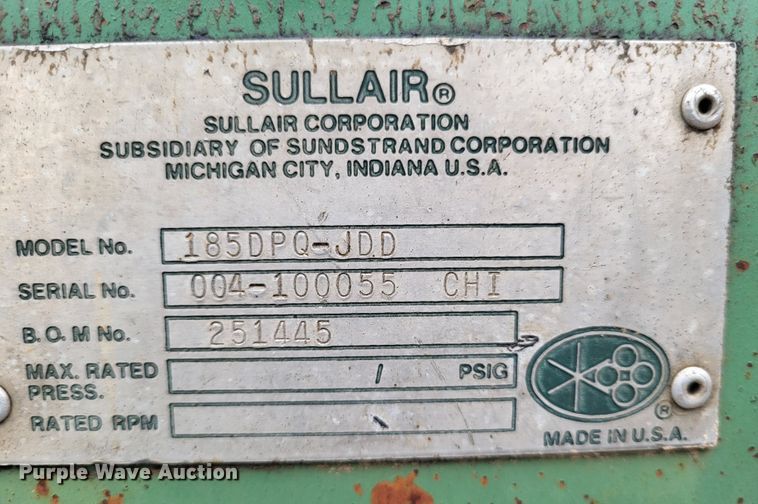 SULLAIR®
SULLAIR CORPORATION
SUBSIDIARY OF SUNDSTRAND CORPORATION
MICHIGAN CITY, INDIANA U.S.A.
MODEL No. 185DPQ-JDD
SERIAL No. 004-100055 CHI
B.O.M No. 251445
MAX. RATED PRESS. / PSIG
RATED RPM
®
MADE IN U.S.A.
Purple Wave Auction